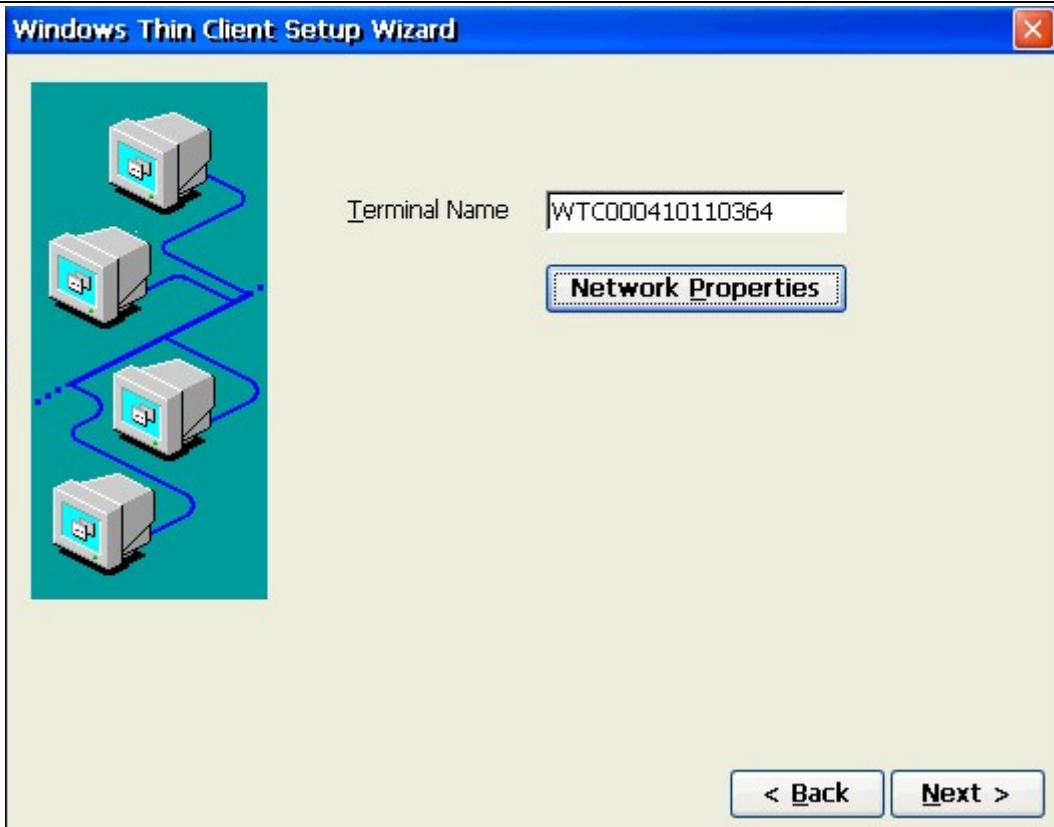 Windows Thin Client Setup Wizard
Terminal Name WTC000410110364
Network Properties
< Back Next >